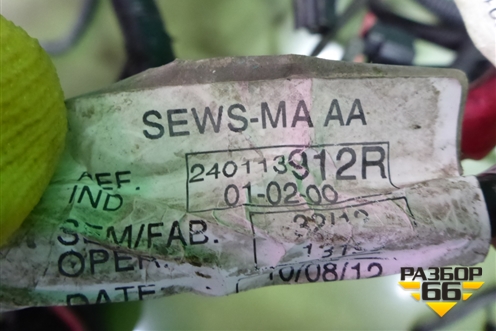 SEWS-MA AA
REF. 240113912R
IND 01-02 00
SEM/FAB.
OPER.
DATE 10/08/12
РАЗБОР
66